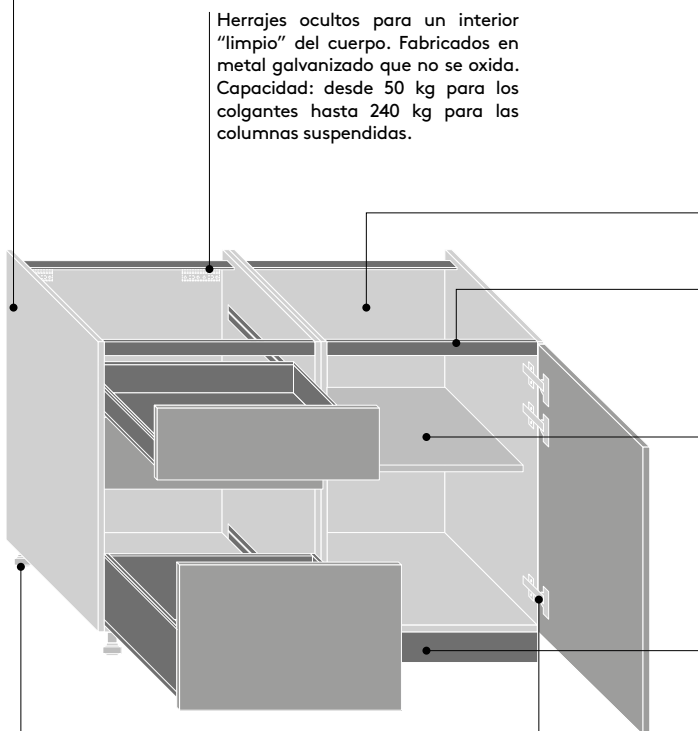 Herrajes ocultos para un interior
“limpio” del cuerpo. Fabricados en
metal galvanizado que no se oxida.
Capacidad: desde 50 kg para los
colgantes hasta 240 kg para las
columnas suspendidas.